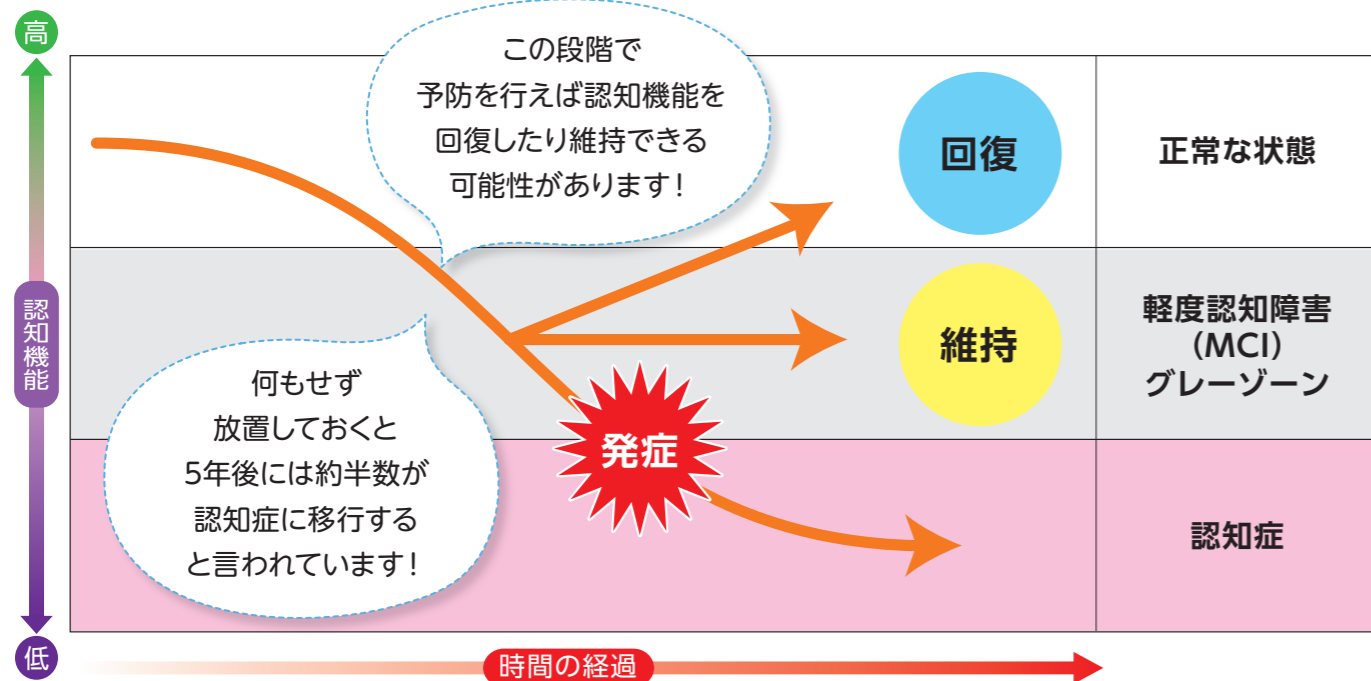 高
この段階で
予防を行えば認知機能を
回復したり維持できる
可能性があります!
回復
正常な状態
認知機能
維持
軽度認知障害
(MCI)
グレーゾーン
何もせず
放置しておくと
5年後には約半数が
認知症に移行する
と言われています!
発症
認知症
低
時間の経過